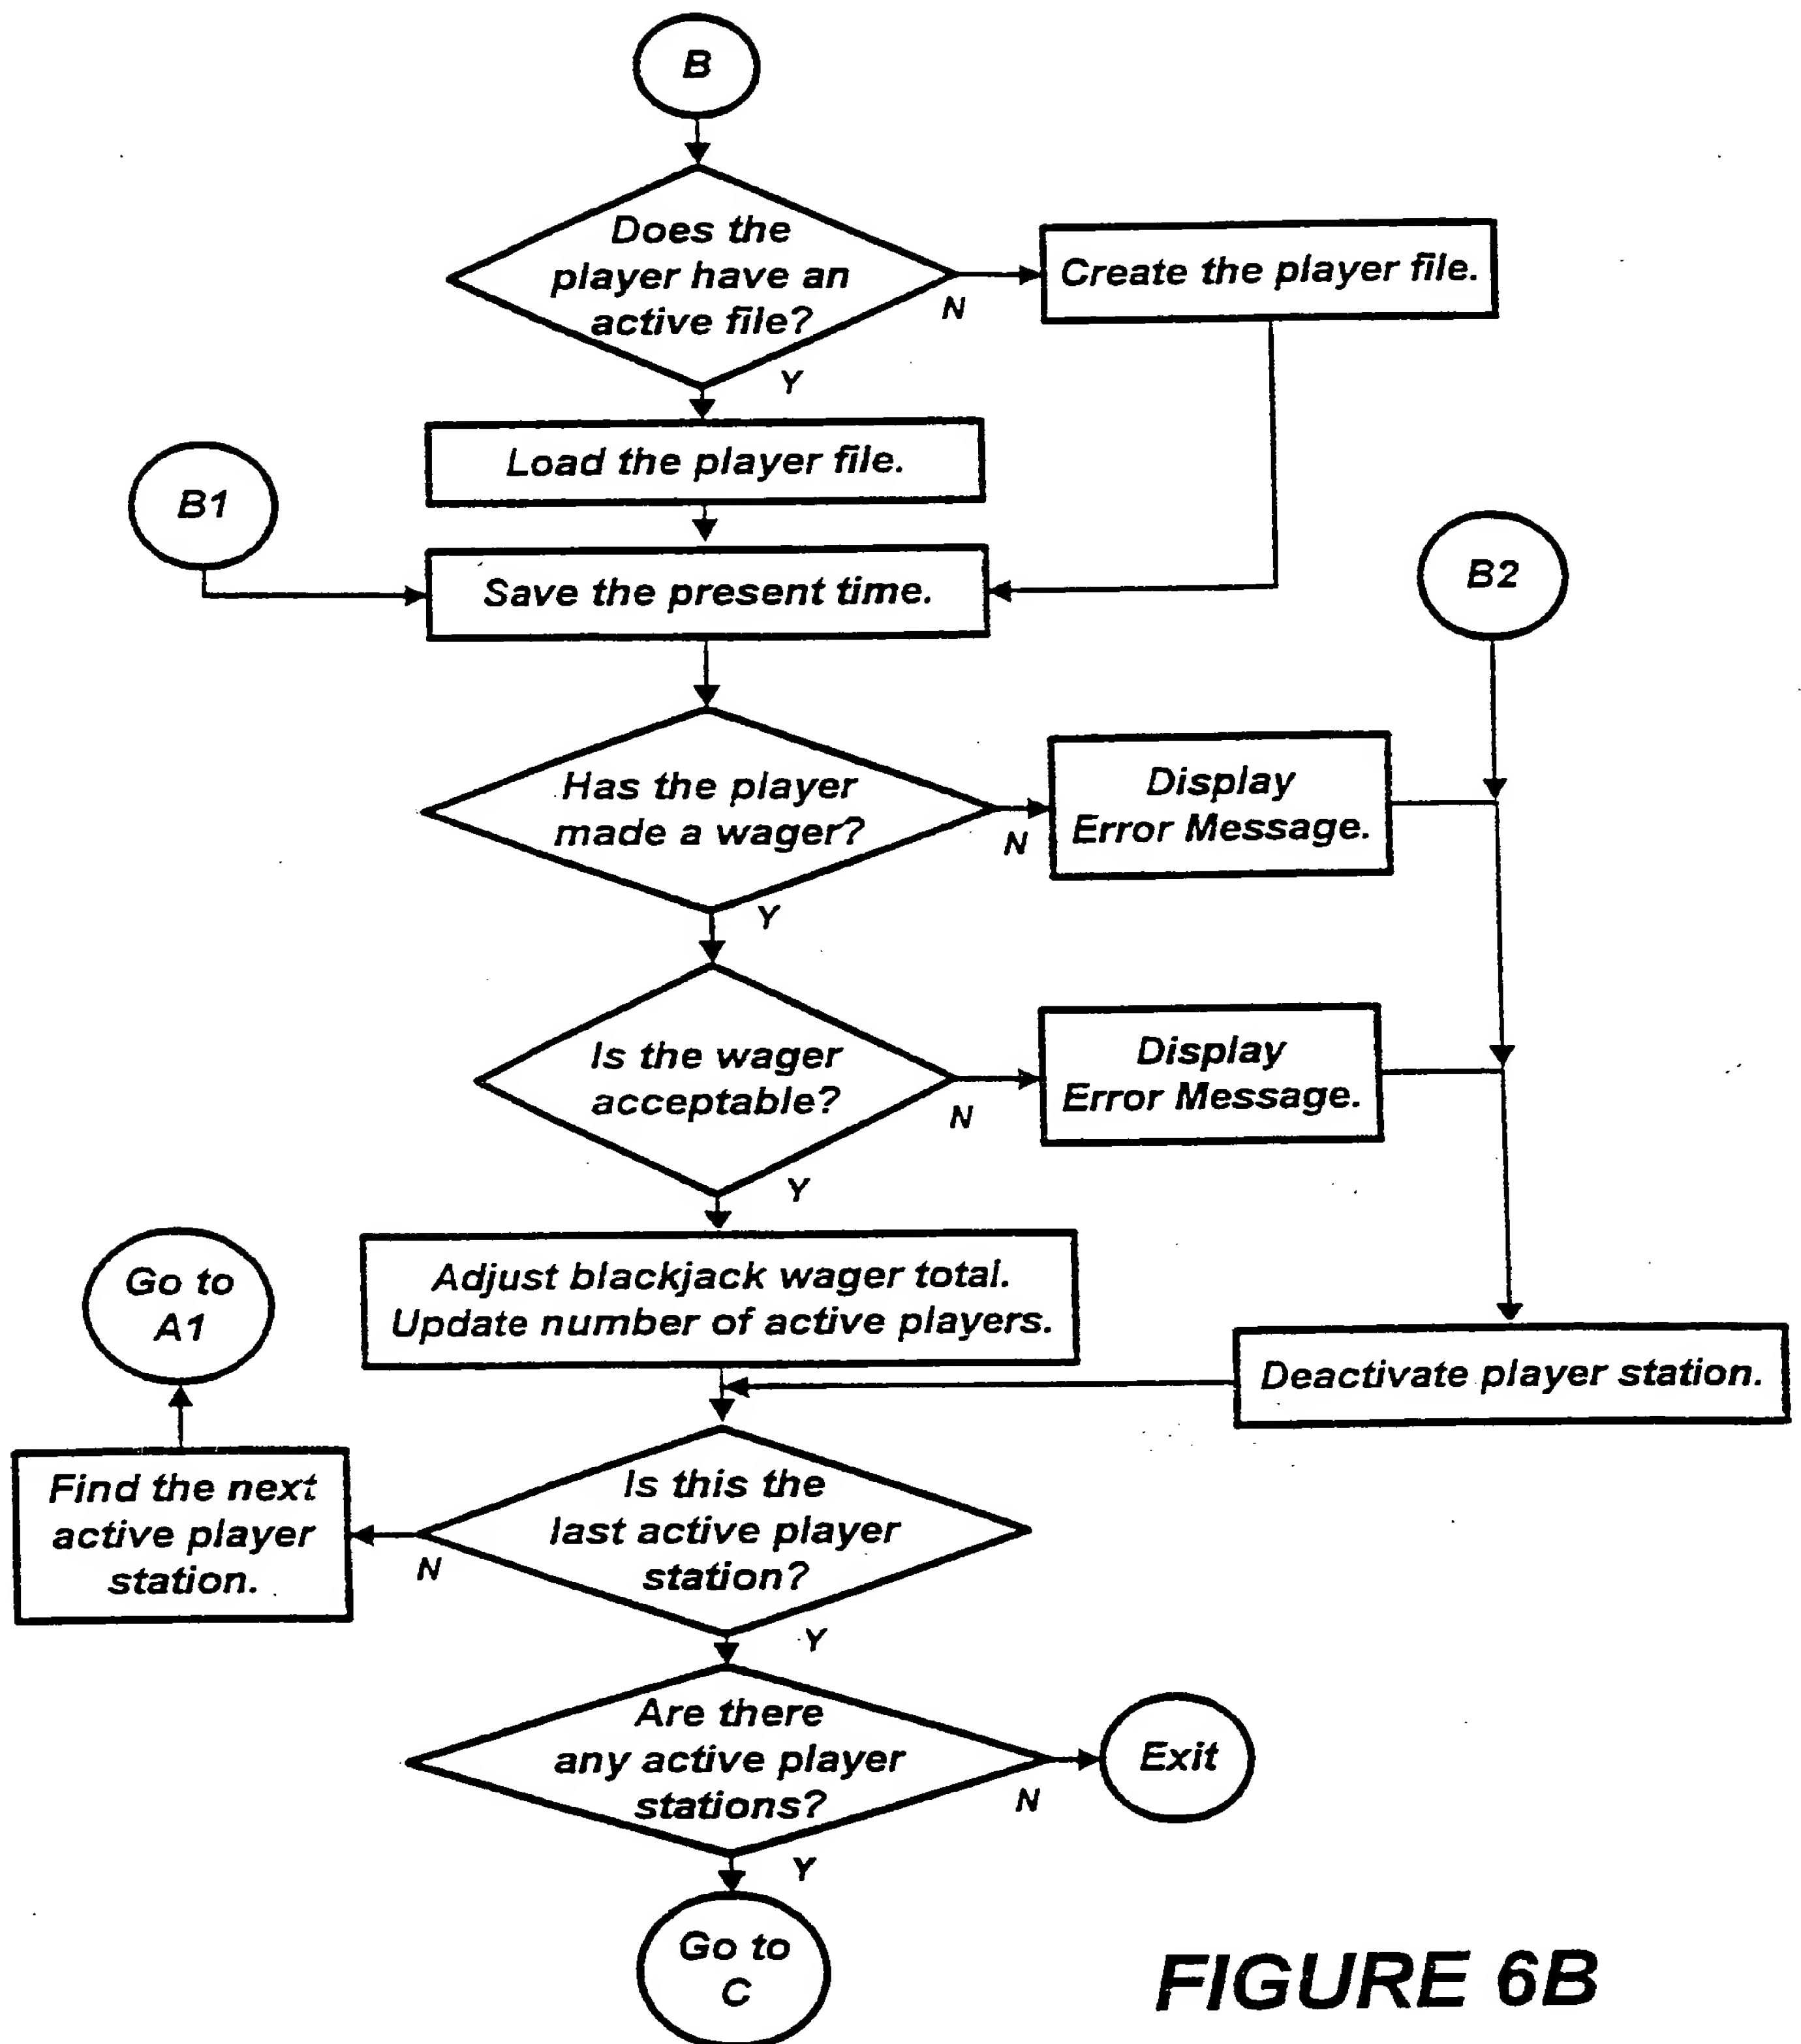 B
Does the
player have an
active file?
N
Create the player file.
Y
Load the player file.
B1
Save the present time.
B2
Has the player
made a wager?
N
Display
Error Message.
Y
Is the wager
acceptable?
N
Display
Error Message.
Y
Go to
A1
Adjust blackjack wager total.
Update number of active players.
Deactivate player station.
Find the next
active player
station.
N
Is this the
last active player
station?
Y
Are there
any active player
stations?
N
Exit
Y
Go to
C
FIGURE 6B